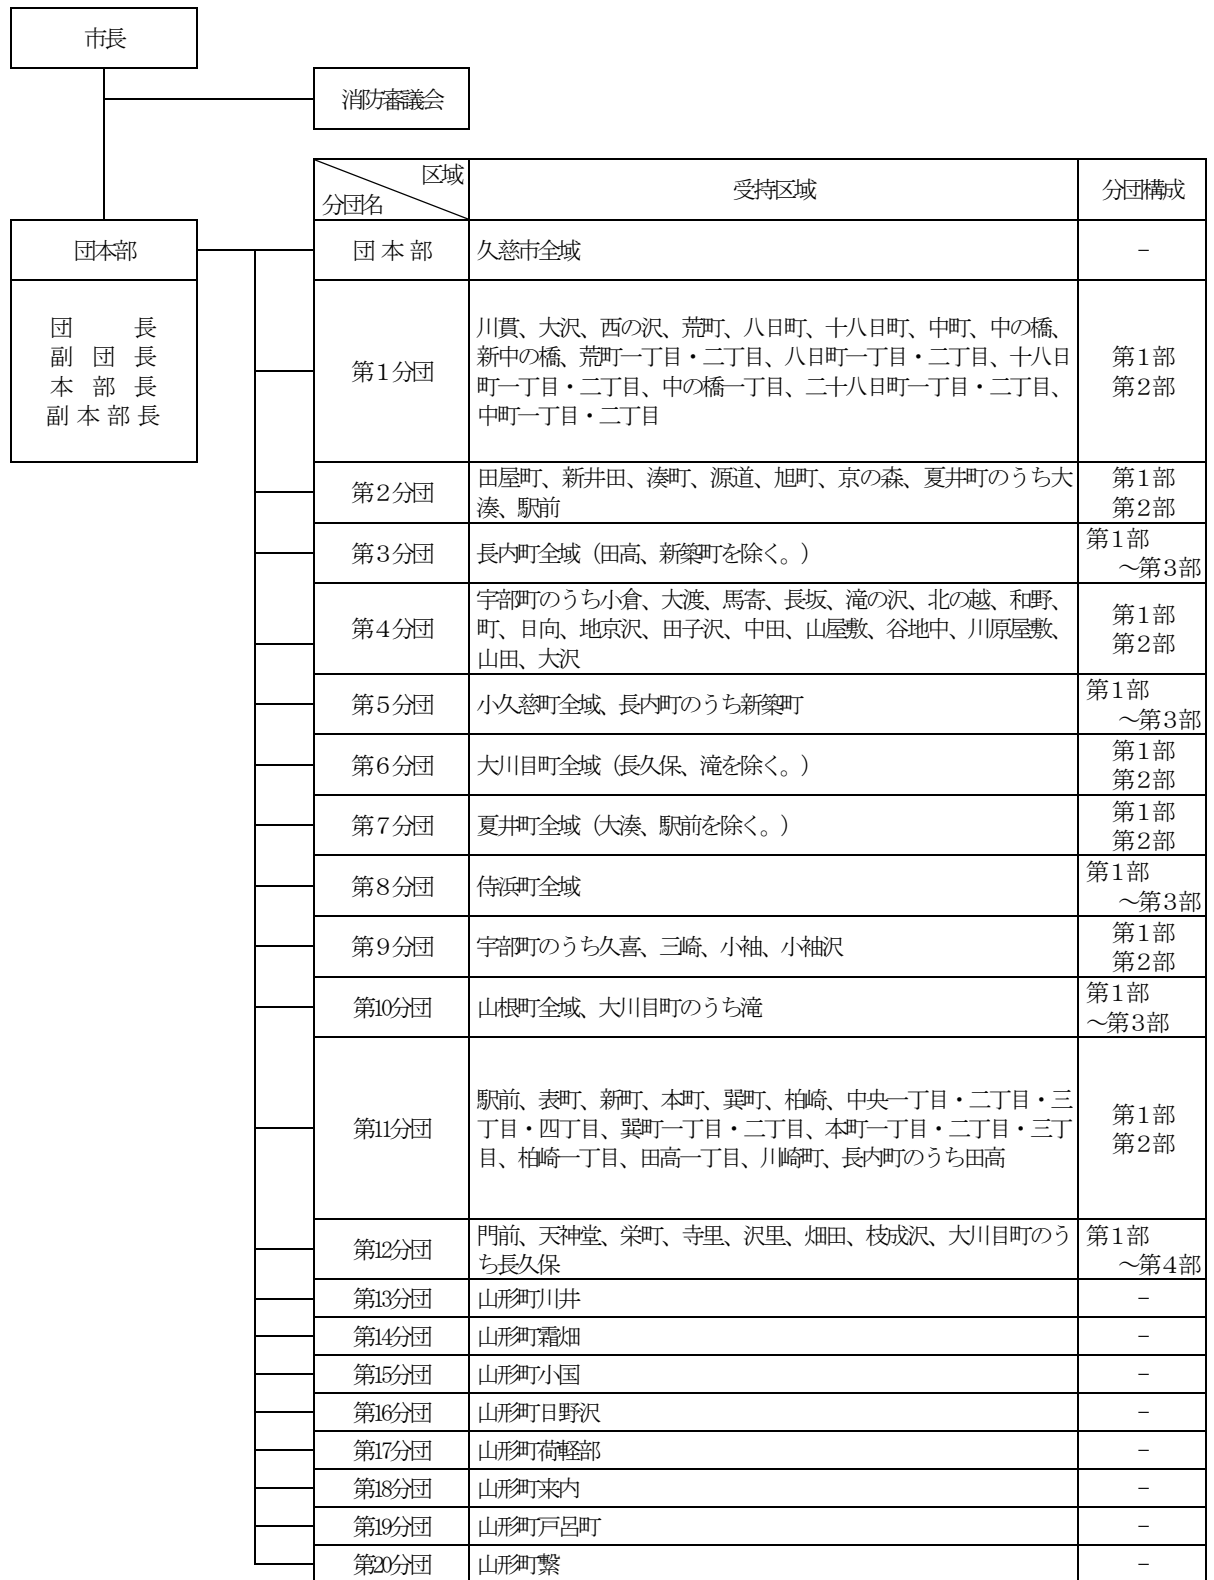 市長
消防審議会
区域
分団名
受持区域
分団構成
団本部
団長
副団長
本部長
副本部長
団本部
久慈市全域
－
第1分団
川貫、大沢、西の沢、荒町、八日町、十八日町、中町、中の橋、
新中の橋、荒町一丁目・二丁目、八日町一丁目・二丁目、十八日
町一丁目・二丁目、中の橋一丁目、二十八日町一丁目・二丁目、
中町一丁目・二丁目
第1部
第2部
第2分団
田屋町、新井田、湊町、源道、旭町、京の森、夏井町のうち大
湊、駅前
第1部
第2部
第3分団
長内町全域（田高、新築町を除く。）
第1部
～第3部
第4分団
宇部町のうち小倉、大渡、馬寄、長坂、滝の沢、北の越、和野、
町、日向、地京沢、田子沢、中田、山屋敷、谷地中、川原屋敷、
山田、大沢
第1部
第2部
第5分団
小久慈町全域、長内町のうち新築町
第1部
～第3部
第6分団
大川目町全域（長久保、滝を除く。）
第1部
第2部
第7分団
夏井町全域（大湊、駅前を除く。）
第1部
第2部
第8分団
侍浜町全域
第1部
～第3部
第9分団
宇部町のうち久喜、三崎、小袖、小袖沢
第1部
第2部
第10分団
山根町全域、大川目町のうち滝
第1部
～第3部
第11分団
駅前、表町、新町、本町、巽町、柏崎、中央一丁目・二丁目・三
丁目・四丁目、巽町一丁目・二丁目、本町一丁目・二丁目・三丁
目、柏崎一丁目、田高一丁目、川崎町、長内町のうち田高
第1部
第2部
第12分団
門前、天神堂、栄町、寺里、沢里、畑田、枝成沢、大川目町のう
ち長久保
第1部
～第4部
第13分団
山形町川井
－
第14分団
山形町霜畑
－
第15分団
山形町小国
－
第16分団
山形町日野沢
－
第17分団
山形町荷軽部
－
第18分団
山形町来内
－
第19分団
山形町戸呂町
－
第20分団
山形町繋
－